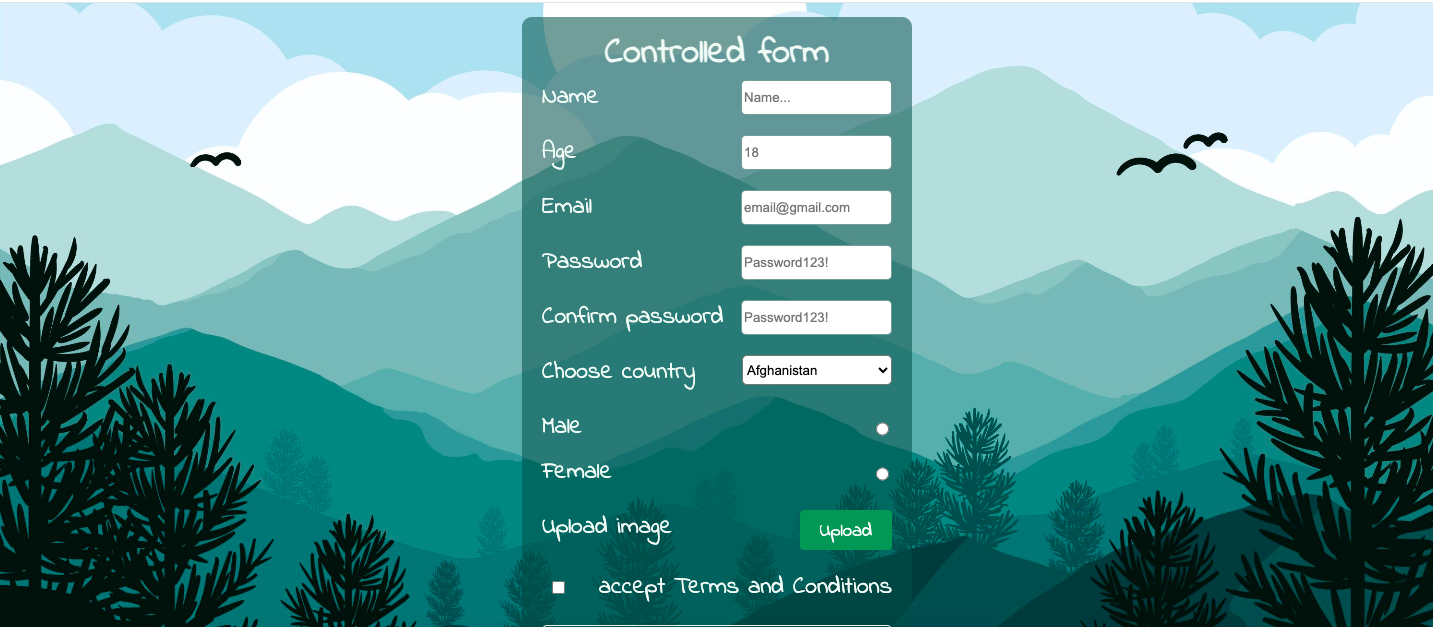 Controlled form
Name Name...
Age 18
Email email@gmail.com
Password Password123!
Confirm password Password123!
Choose country Afghanistan
Male
Female
Upload image Upload
accept Terms and Conditions